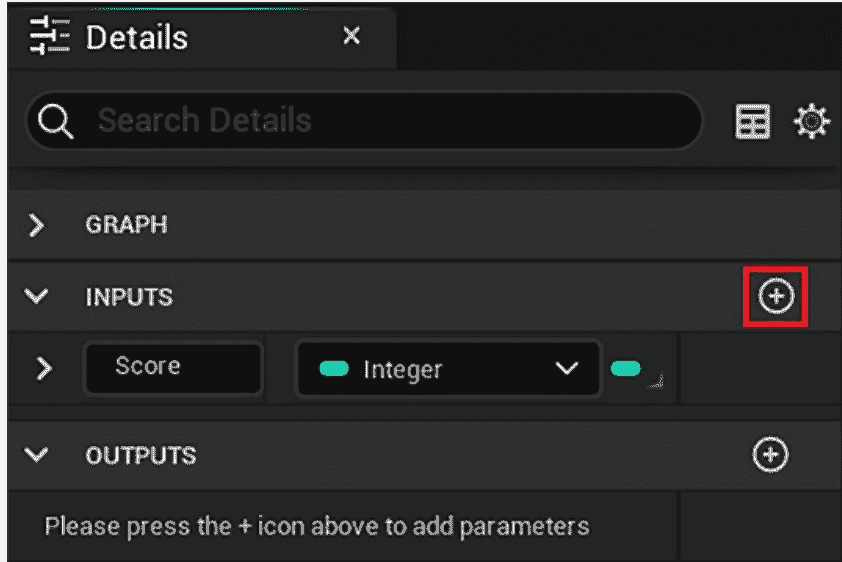 Details
Search Details
GRAPH
INPUTS
Score Integer
OUTPUTS
Please press the + icon above to add parameters